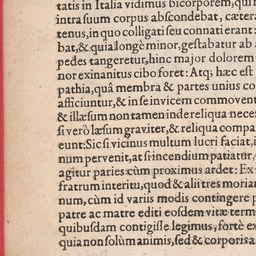 tatis in Italia vidimus bicorporem, qui
intra suum corpus abscondebat, cætera
tenus, in quo colligati seu connati erant:
bat, & quia longè minor, gestabatur ab a
pedes tangeretur, hinc major dolorem
nor exinanitus cibo foret: Atq; hæc est
pathia, quâ membra & partes unius co
afficiuntur, & in se invicem commovent
& illæsum non tamen inde reliqua nece
si verò læsum graviter, & reliqua compa
eunt: Sic si vicinus multum lucri faciat, i
num pervenit, at si incendium patiatur,
agitur paries cùm proximus ardet: Ex
fratrum interitu, quod & alii tres moriar
num, cùm id variis modis contingere p
patre ac matre editi eosdem vitæ term
quibusdam contigisse legimus, fortè ex
quia non solùm animis, sed & corporis a